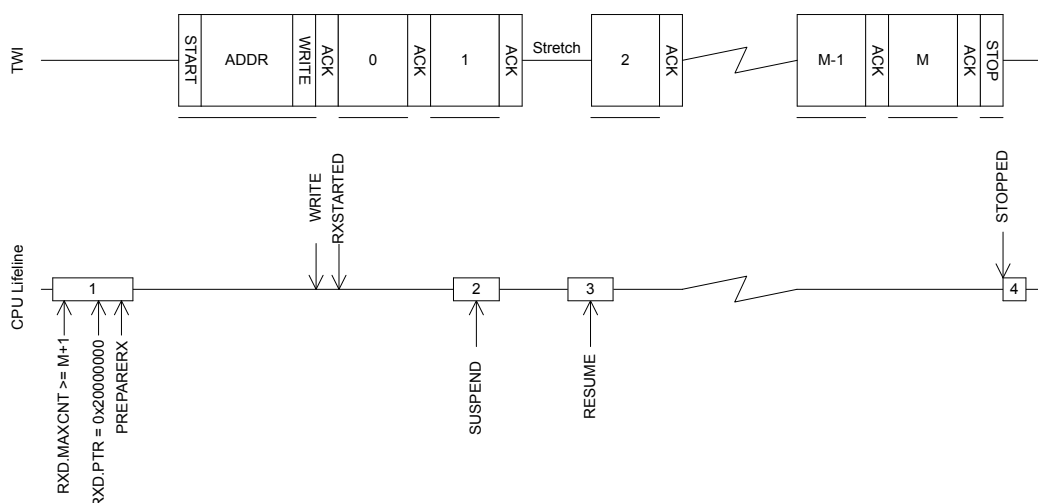 TWI
START
ADDR
WRITE
ACK
0
ACK
1
ACK
Stretch
2
ACK
M-1
ACK
M
ACK
STOP
WRITE
RXSTARTED
STOPPED
CPU Lifeline
1
2
3
4
RXD.MAXCNT >= M+1
RXD.PTR = 0x20000000
PREPARERX
SUSPEND
RESUME